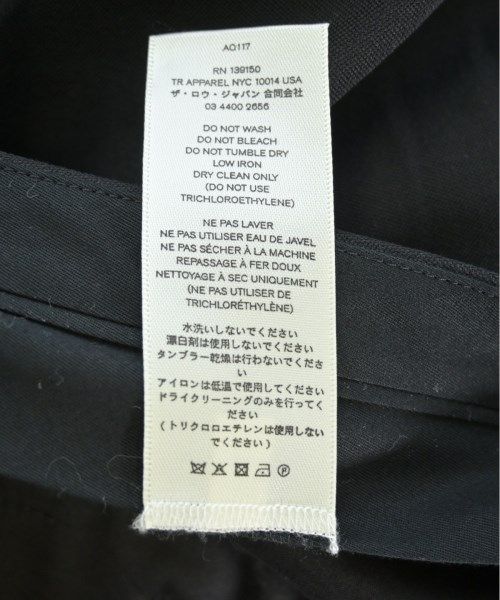 AO117
RN 139150
TR APPAREL NYC 10014 USA
ザ・ロウ・ジャパン 合同会社
03 4400 2656
DO NOT WASH
DO NOT BLEACH
DO NOT TUMBLE DRY
LOW IRON
DRY CLEAN ONLY
(DO NOT USE
TRICHLOROETHYLENE)
NE PAS LAVER
NE PAS UTILISER EAU DE JAVEL
NE PAS SÉCHER À LA MACHINE
REPASSAGE À FER DOUX
NETTOYAGE À SEC UNIQUEMENT
(NE PAS UTILISER DE
TRICHLORÉTHYLÈNE)
水洗いしないでください
漂白剤は使用しないでください
タンブラー乾燥は行わないでくださ
い
アイロンは低温で使用してください
ドライクリーニングのみを行ってく
ださい
(トリクロロエチレンは使用しない
でください)